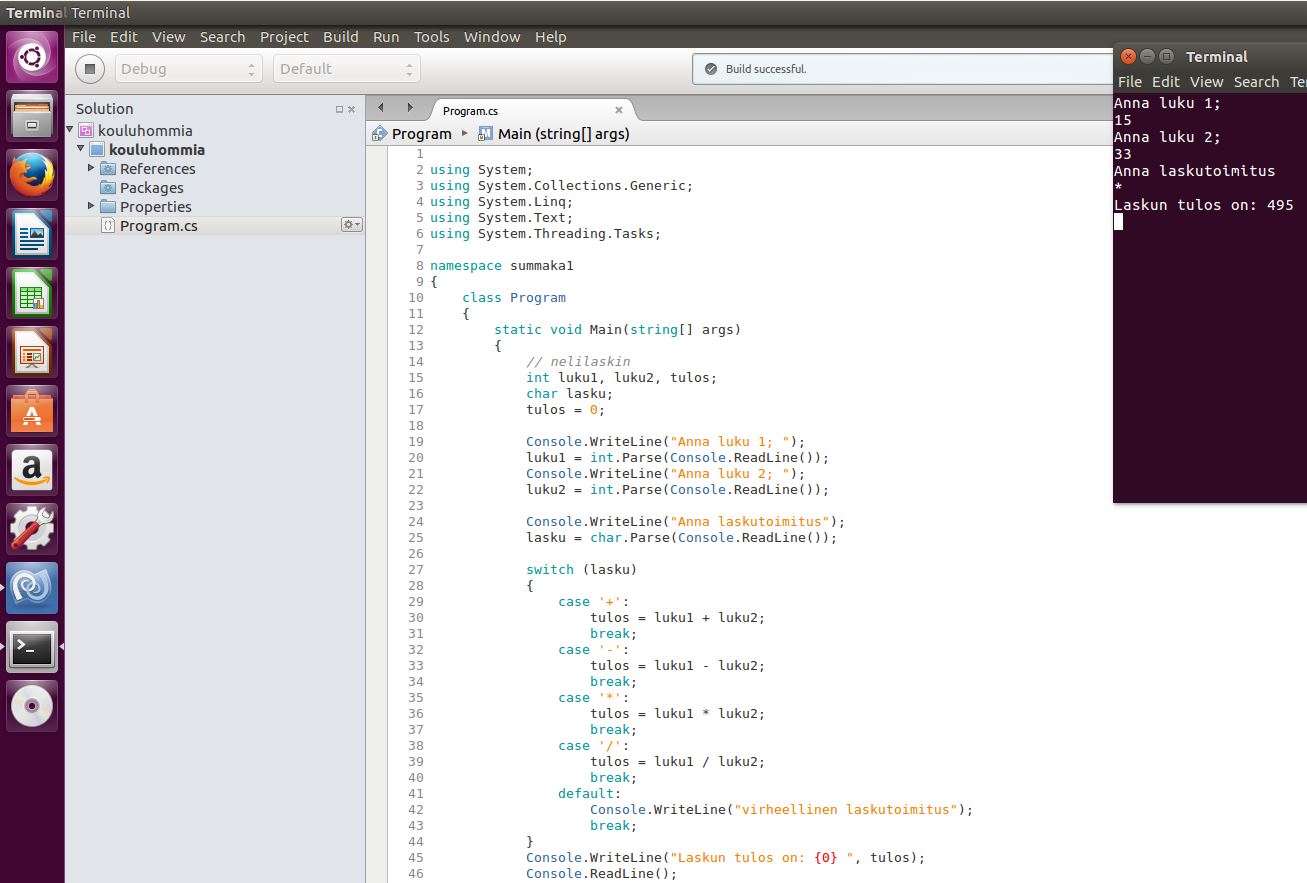 Terminal Terminal
File Edit View Search Project Build Run Tools Window Help
Debug
Default
Build successful.
Solution
kouluhommia
kouluhommia
References
Packages
Properties
Program.cs
Program.cs
Program
Main (string[] args)
1
2 using System;
3 using System.Collections.Generic;
4 using System.Linq;
5 using System.Text;
6 using System.Threading.Tasks;
7
8 namespace summaka1
9 {
10 class Program
11 {
12 static void Main(string[] args)
13 {
14 // nelilaskin
15 int luku1, luku2, tulos;
16 char lasku;
17 tulos = 0;
18
19 Console.WriteLine("Anna luku 1; ");
20 luku1 = int.Parse(Console.ReadLine());
21 Console.WriteLine("Anna luku 2; ");
22 luku2 = int.Parse(Console.ReadLine());
23
24 Console.WriteLine("Anna laskutoimitus");
25 lasku = char.Parse(Console.ReadLine());
26
27 switch (lasku)
28 {
29 case '+':
30 tulos = luku1 + luku2;
31 break;
32 case '-':
33 tulos = luku1 - luku2;
34 break;
35 case '*':
36 tulos = luku1 * luku2;
37 break;
38 case '/':
39 tulos = luku1 / luku2;
40 break;
41 default:
42 Console.WriteLine("virheellinen laskutoimitus");
43 break;
44 }
45 Console.WriteLine("Laskun tulos on: {0} ", tulos);
46 Console.ReadLine();
Terminal
File Edit View Search Te
Anna luku 1;
15
Anna luku 2;
33
Anna laskutoimitus
*
Laskun tulos on: 495